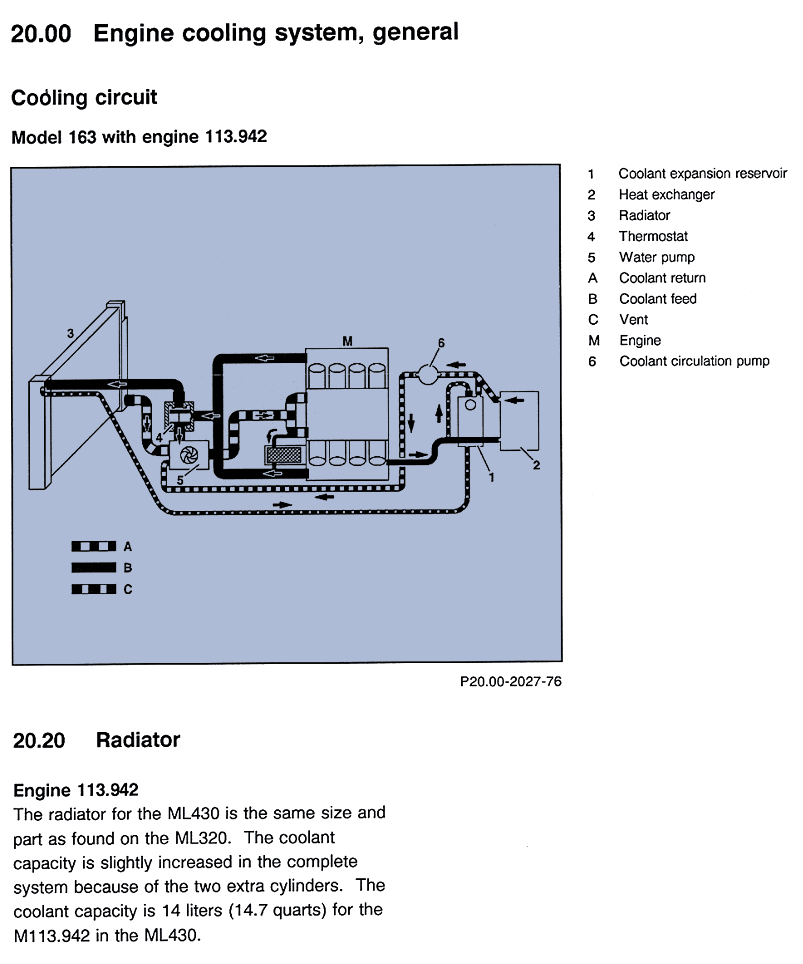 20.00 Engine cooling system, general
Cooling circuit
Model 163 with engine 113.942
3
M
6
4
5
1
2
A
B
C
1 Coolant expansion reservoir
2 Heat exchanger
3 Radiator
4 Thermostat
5 Water pump
A Coolant return
B Coolant feed
C Vent
M Engine
6 Coolant circulation pump
P20.00-2027-76
20.20 Radiator
Engine 113.942
The radiator for the ML430 is the same size and
part as found on the ML320. The coolant
capacity is slightly increased in the complete
system because of the two extra cylinders. The
coolant capacity is 14 liters (14.7 quarts) for the
M113.942 in the ML430.